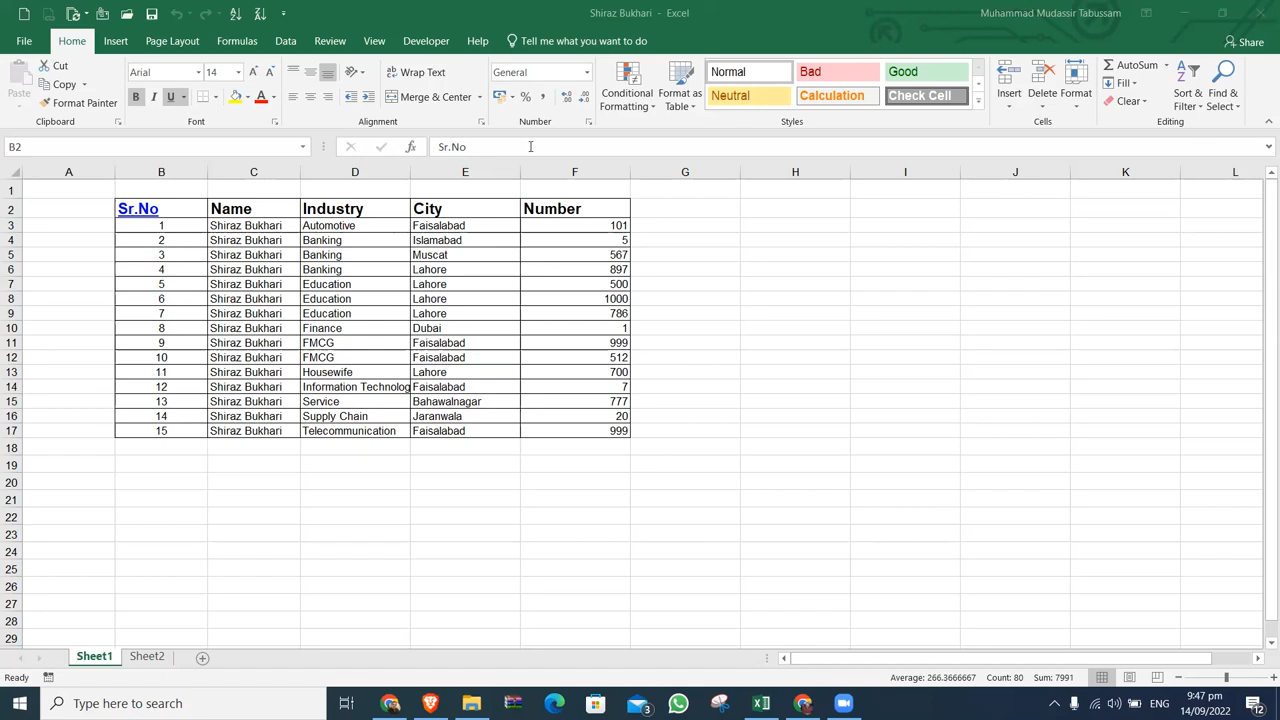 Shiraz Bukhari - Excel
Muhammad Mudassir Tabussam
File Home Insert Page Layout Formulas Data Review View Developer Help Tell me what you want to do Share
Paste
Cut
Copy
Format Painter
Clipboard
Arial 14
B I U
Font
Wrap Text
Merge & Center
Alignment
General
Number
Conditional Formatting
Format as Table
Normal Bad Good
Neutral Calculation Check Cell
Styles
Insert Delete Format
Cells
AutoSum
Fill
Clear
Sort & Filter
Find & Select
Editing
B2 fx Sr.No
A B C D E F G H I J K L
1
2 Sr.No Name Industry City Number
3 1 Shiraz Bukhari Automotive Faisalabad 101
4 2 Shiraz Bukhari Banking Islamabad 5
5 3 Shiraz Bukhari Banking Muscat 567
6 4 Shiraz Bukhari Banking Lahore 897
7 5 Shiraz Bukhari Education Lahore 500
8 6 Shiraz Bukhari Education Lahore 1000
9 7 Shiraz Bukhari Education Lahore 786
10 8 Shiraz Bukhari Finance Dubai 1
11 9 Shiraz Bukhari FMCG Faisalabad 999
12 10 Shiraz Bukhari FMCG Faisalabad 512
13 11 Shiraz Bukhari Housewife Lahore 700
14 12 Shiraz Bukhari Information Technolog Faisalabad 7
15 13 Shiraz Bukhari Service Bahawalnagar 777
16 14 Shiraz Bukhari Supply Chain Jaranwala 20
17 15 Shiraz Bukhari Telecommunication Faisalabad 999
18
19
20
21
22
23
24
25
26
27
28
29
Sheet1 Sheet2
Ready Average: 266.3666667 Count: 80 Sum: 7991
Type here to search
3
ENG
9:47 pm
14/09/2022
12